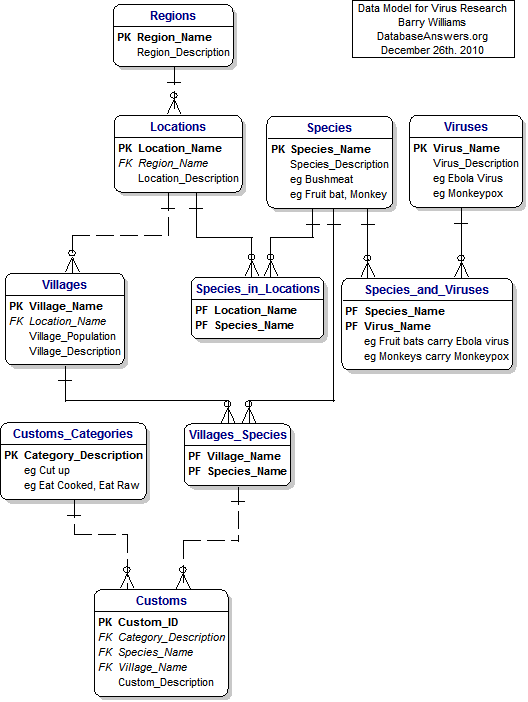 Data Model for Virus Research
Barry Williams
DatabaseAnswers.org
December 26th. 2010
Regions
PK Region_Name
Region_Description
Locations
PK Location_Name
FK Region_Name
Location_Description
Species
PK Species_Name
Species_Description
eg Bushmeat
eg Fruit bat, Monkey
Viruses
PK Virus_Name
Virus_Description
eg Ebola Virus
eg Monkeypox
Villages
PK Village_Name
FK Location_Name
Village_Population
Village_Description
Species_in_Locations
PF Location_Name
PF Species_Name
Species_and_Viruses
PF Species_Name
PF Virus_Name
eg Fruit bats carry Ebola virus
eg Monkeys carry Monkeypox
Customs_Categories
PK Category_Description
eg Cut up
eg Eat Cooked, Eat Raw
Villages_Species
PF Village_Name
PF Species_Name
Customs
PK Custom_ID
FK Category_Description
FK Species_Name
FK Village_Name
Custom_Description